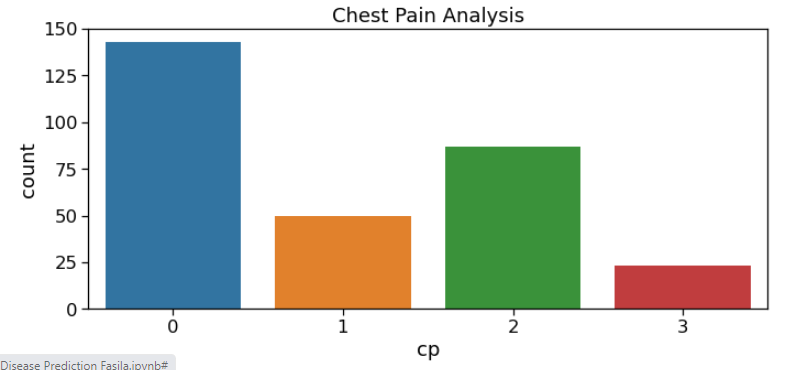 Chest Pain Analysis
150
125
100
75
50
25
0
count
0 1 2 3
cp
Disease Prediction Fasila.ipynb#